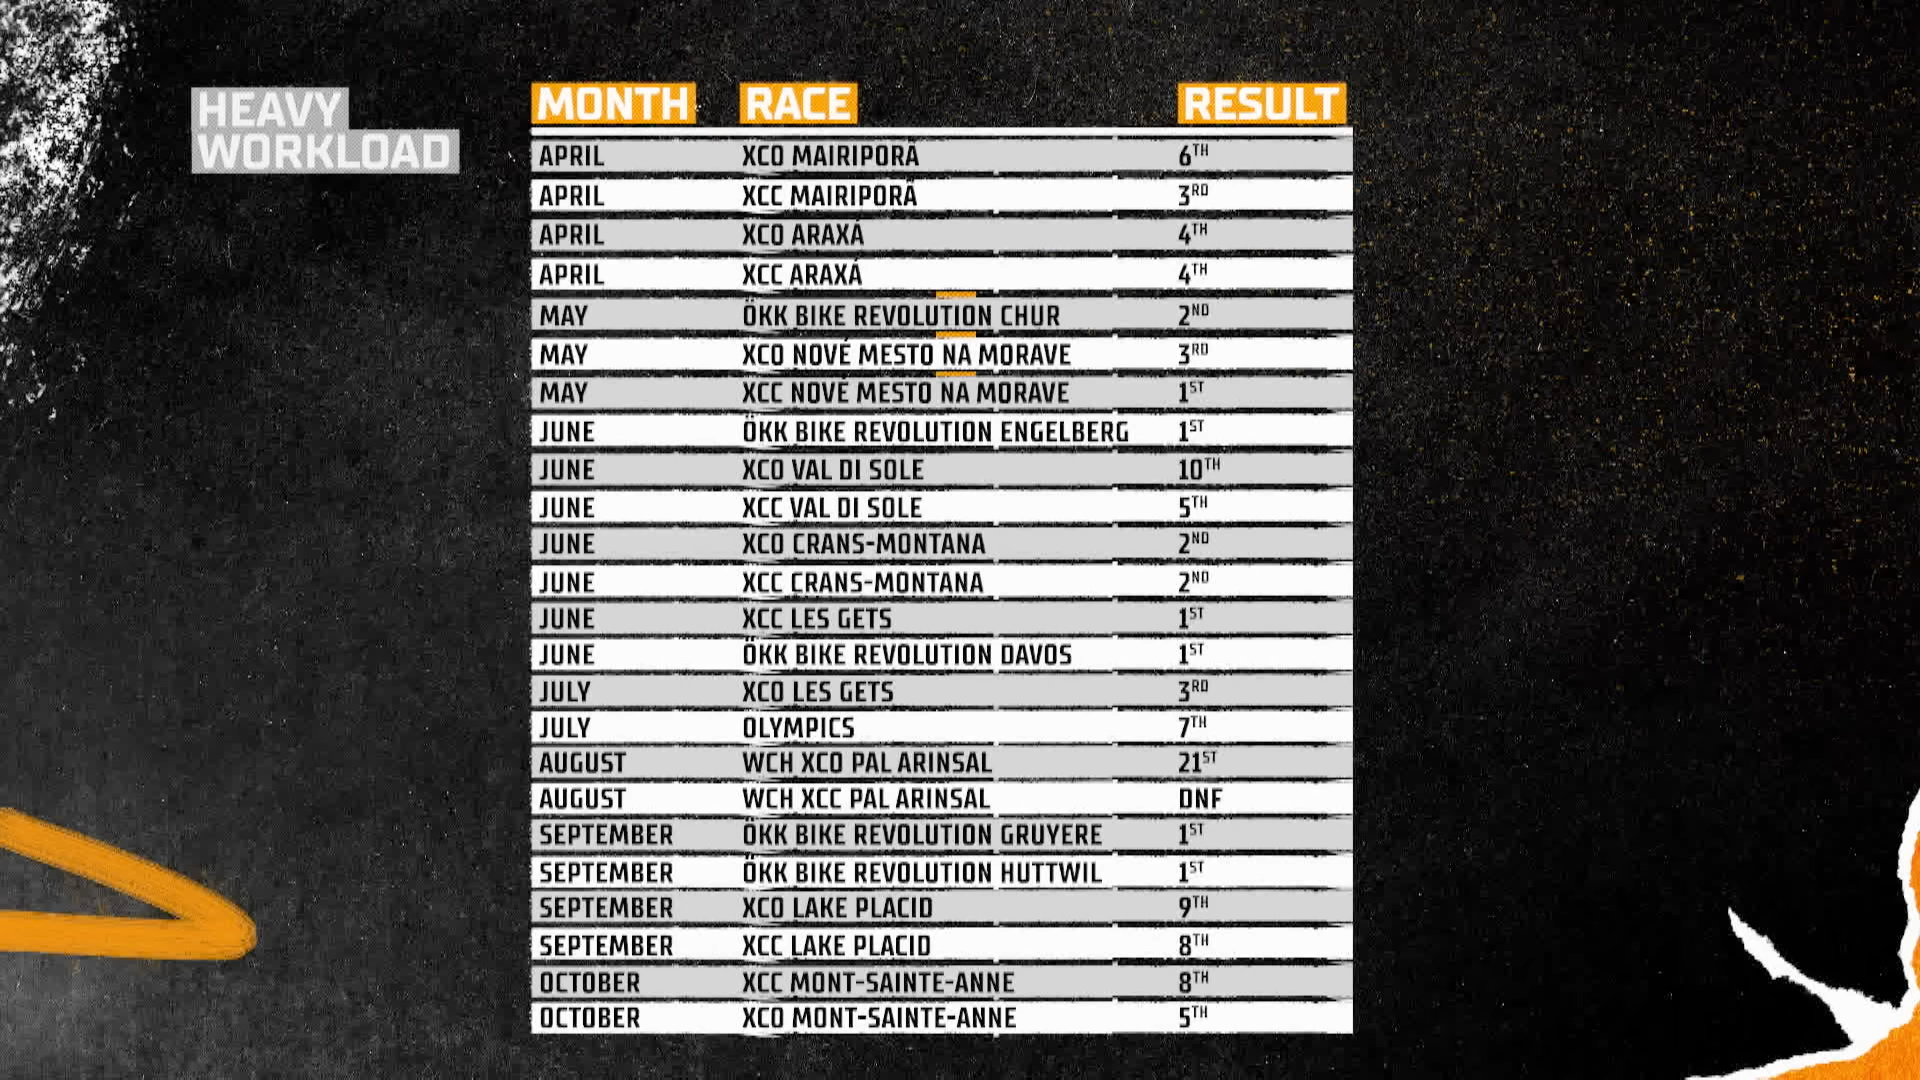 HEAVY
WORKLOAD
MONTH RACE RESULT
APRIL XCO MAIRIPORÃ 6TH
APRIL XCC MAIRIPORÃ 3RD
APRIL XCO ARAXÁ 4TH
APRIL XCC ARAXÁ 4TH
MAY ÖKK BIKE REVOLUTION CHUR 2ND
MAY XCO NOVÉ MESTO NA MORAVE 3RD
MAY XCC NOVÉ MESTO NA MORAVE 1ST
JUNE ÖKK BIKE REVOLUTION ENGELBERG 1ST
JUNE XCO VAL DI SOLE 10TH
JUNE XCC VAL DI SOLE 5TH
JUNE XCO CRANS-MONTANA 2ND
JUNE XCC CRANS-MONTANA 2ND
JUNE XCC LES GETS 1ST
JUNE ÖKK BIKE REVOLUTION DAVOS 1ST
JULY XCO LES GETS 3RD
JULY OLYMPICS 7TH
AUGUST WCH XCO PAL ARINSAL 21ST
AUGUST WCH XCC PAL ARINSAL DNF
SEPTEMBER ÖKK BIKE REVOLUTION GRUYERE 1ST
SEPTEMBER ÖKK BIKE REVOLUTION HUTTWIL 1ST
SEPTEMBER XCO LAKE PLACID 9TH
SEPTEMBER XCC LAKE PLACID 8TH
OCTOBER XCC MONT-SAINTE-ANNE 8TH
OCTOBER XCO MONT-SAINTE-ANNE 5TH